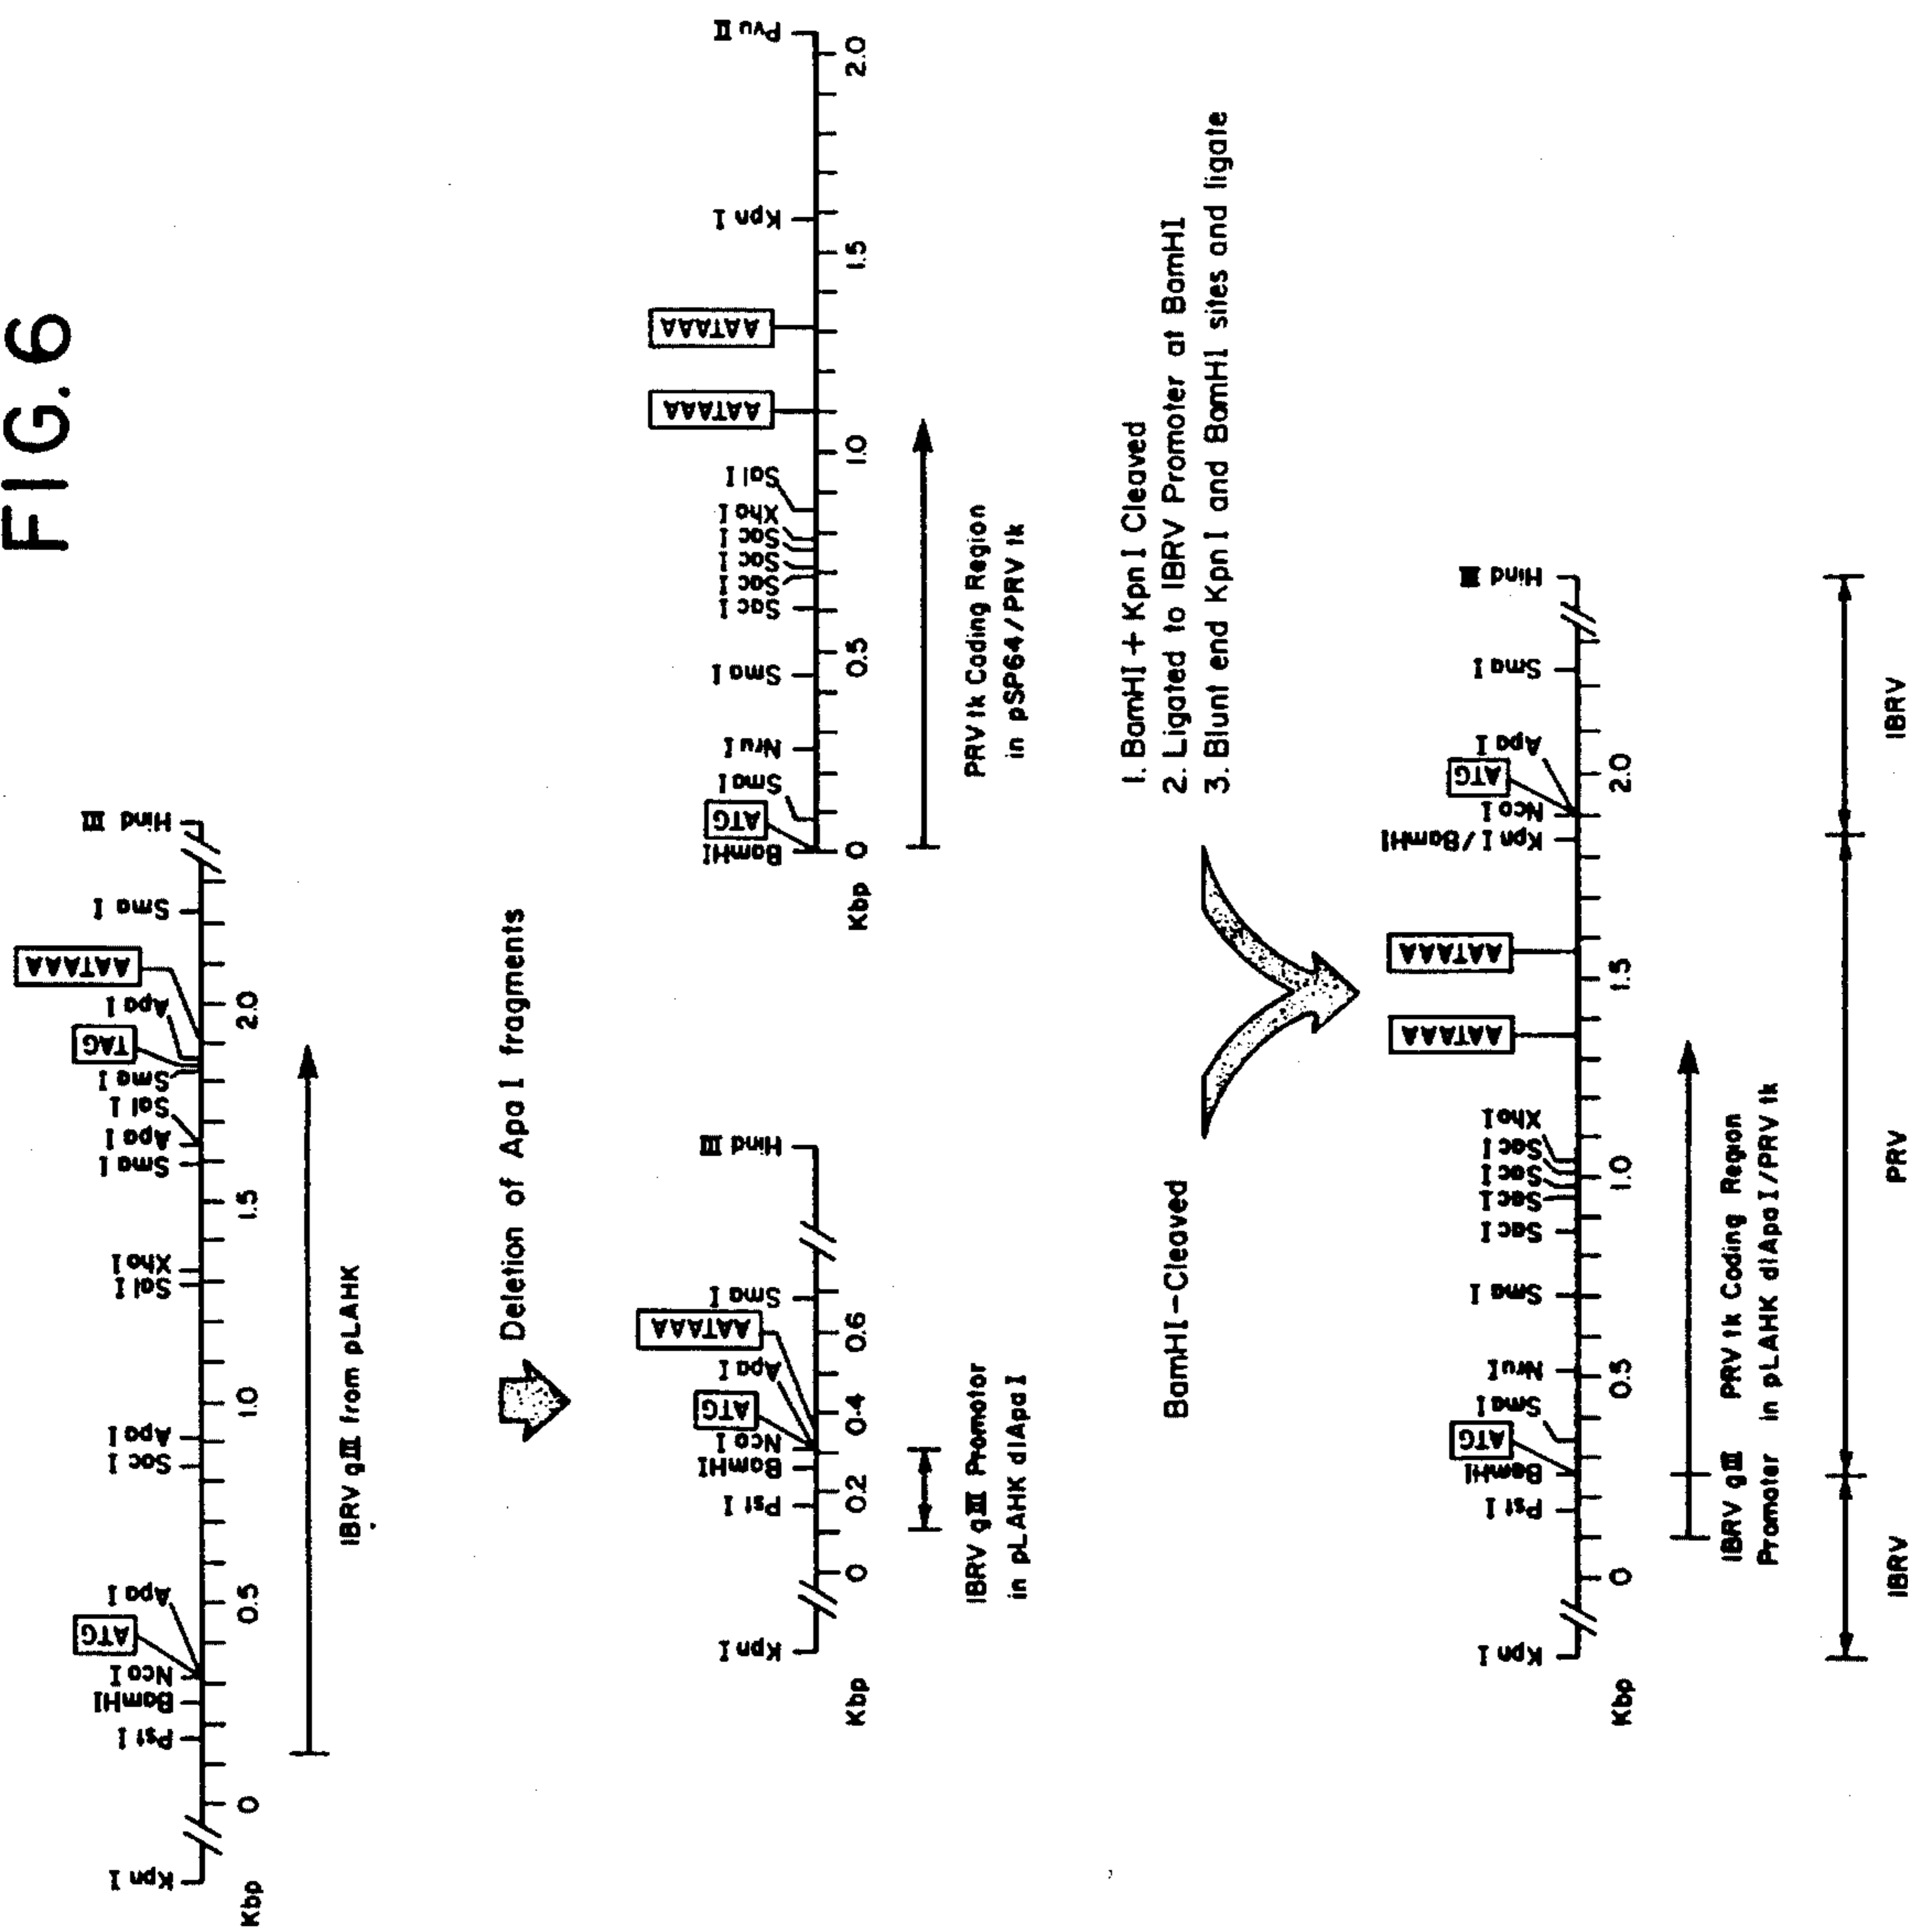 FIG. 6
Kpn I
Pst I
BamHI
Nco I
ATG
Apa I
Sac I
Apa I
Sal I
Xho I
Sma I
Apa I
Sal I
Sma I
TAG
Apa I
AATAAA
Sma I
Hind III
Kbp
0
0.5
1.0
1.5
2.0
IBRV gIII from pLAHK
Deletion of Apa I fragments
Kpn I
Pst I
BamHI
Nco I
ATG
Apa I
AATAAA
Sma I
Hind III
Kbp
0
0.2
0.4
0.6
IBRV gIII Promotor
in pLAHK dlApa I
BamHI
ATG
Sma I
Nru I
Sma I
Sac I
Sac I
Sac I
Sac I
Xho I
Sal I
AATAAA
AATAAA
Kpn I
Pvu II
Kbp
0
0.5
1.0
1.5
2.0
PRV tk Coding Region
in pSP64/PRV tk
BamHI-Cleaved
1. BamHI + Kpn I Cleaved
2. Ligated to IBRV Promoter at BamHI
3. Blunt end Kpn I and BamHI sites and ligate
Kpn I
Pst I
BamHI
ATG
Sma I
Nru I
Sma I
Sac I
Sac I
Sac I
Sac I
Xho I
AATAAA
AATAAA
Kpn I/BamHI
Nco I
ATG
Apa I
Sma I
Hind III
Kbp
0
0.5
1.0
1.5
2.0
IBRV gIII PRV tk Coding Region
Promoter in pLAHK dlApa I/PRV tk
IBRV
PRV
IBRV